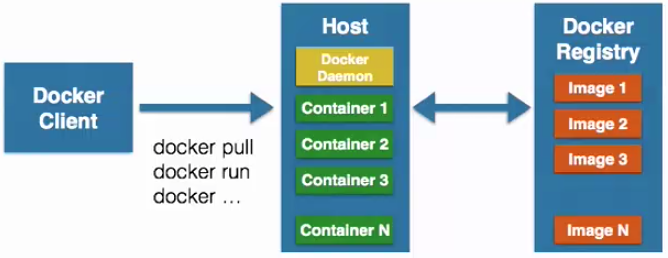 Docker
Client
docker pull
docker run
docker ...
Host
Docker
Daemon
Container 1
Container 2
Container 3
Container N
Docker
Registry
Image 1
Image 2
Image 3
Image N